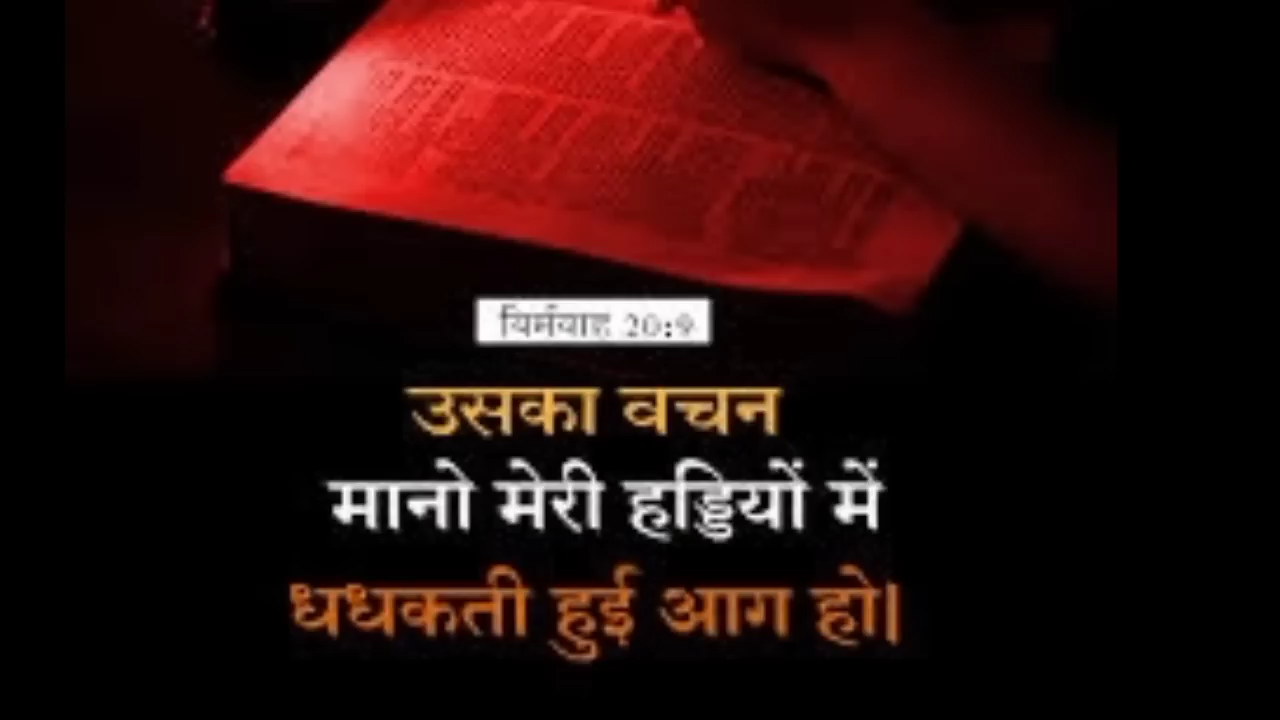 यिर्मयाह 20:9
उसका वचन
मानो मेरी हड्डियों में
धधकती हुई आग हो।